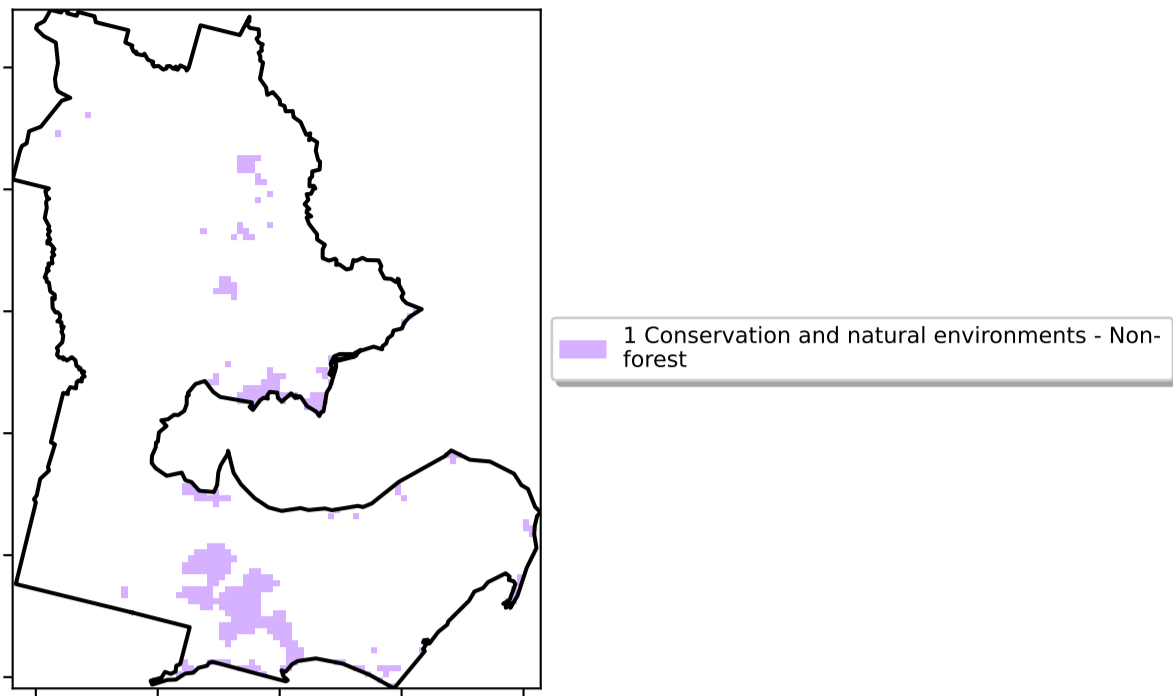 1 Conservation and natural environments - Non-
forest